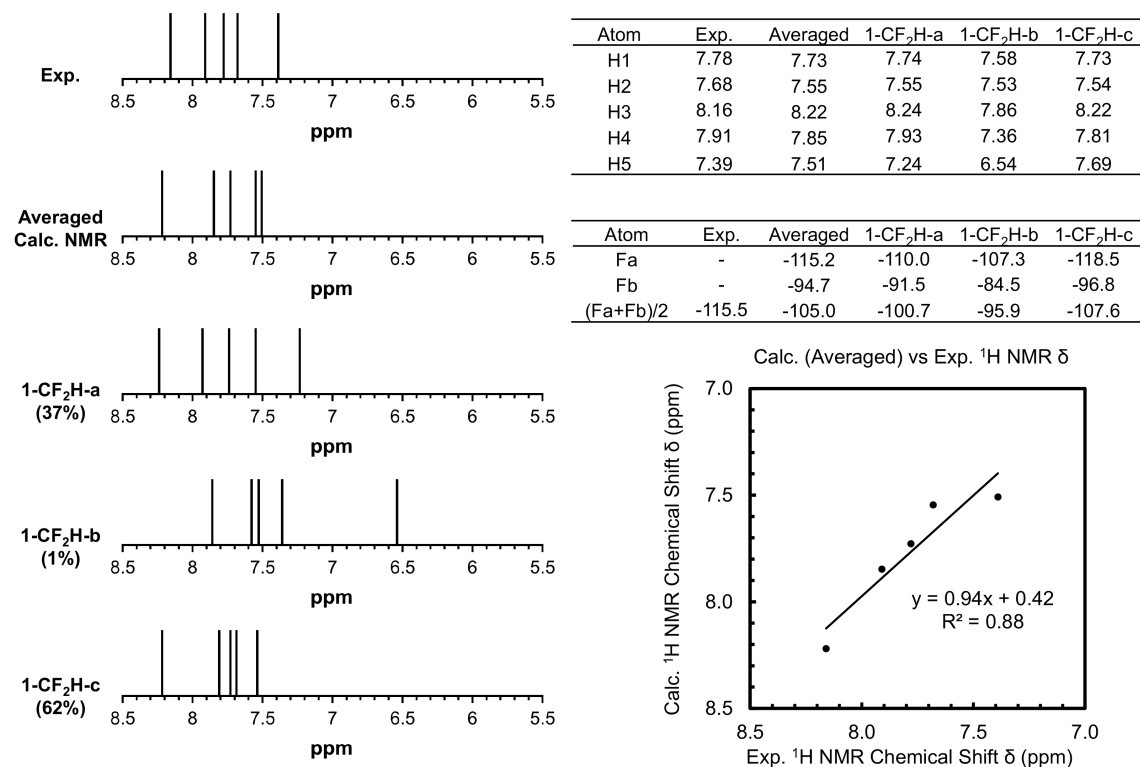 Exp.
8.5 8 7.5 7 6.5 6 5.5
ppm
Averaged
Calc. NMR
8.5 8 7.5 7 6.5 6 5.5
ppm
1-CF₂H-a
(37%)
8.5 8 7.5 7 6.5 6 5.5
ppm
1-CF₂H-b
(1%)
8.5 8 7.5 7 6.5 6 5.5
ppm
1-CF₂H-c
(62%)
8.5 8 7.5 7 6.5 6 5.5
ppm
Atom Exp. Averaged 1-CF₂H-a 1-CF₂H-b 1-CF₂H-c
H1 7.78 7.73 7.74 7.58 7.73
H2 7.68 7.55 7.55 7.53 7.54
H3 8.16 8.22 8.24 7.86 8.22
H4 7.91 7.85 7.93 7.36 7.81
H5 7.39 7.51 7.24 6.54 7.69
Atom Exp. Averaged 1-CF₂H-a 1-CF₂H-b 1-CF₂H-c
Fa - -115.2 -110.0 -107.3 -118.5
Fb - -94.7 -91.5 -84.5 -96.8
(Fa+Fb)/2 -115.5 -105.0 -100.7 -95.9 -107.6
Calc. (Averaged) vs Exp. ¹H NMR δ
Calc. ¹H NMR Chemical Shift δ (ppm)
7.0
7.5
8.0
8.5
y = 0.94x + 0.42
R² = 0.88
8.5 8.0 7.5 7.0
Exp. ¹H NMR Chemical Shift δ (ppm)